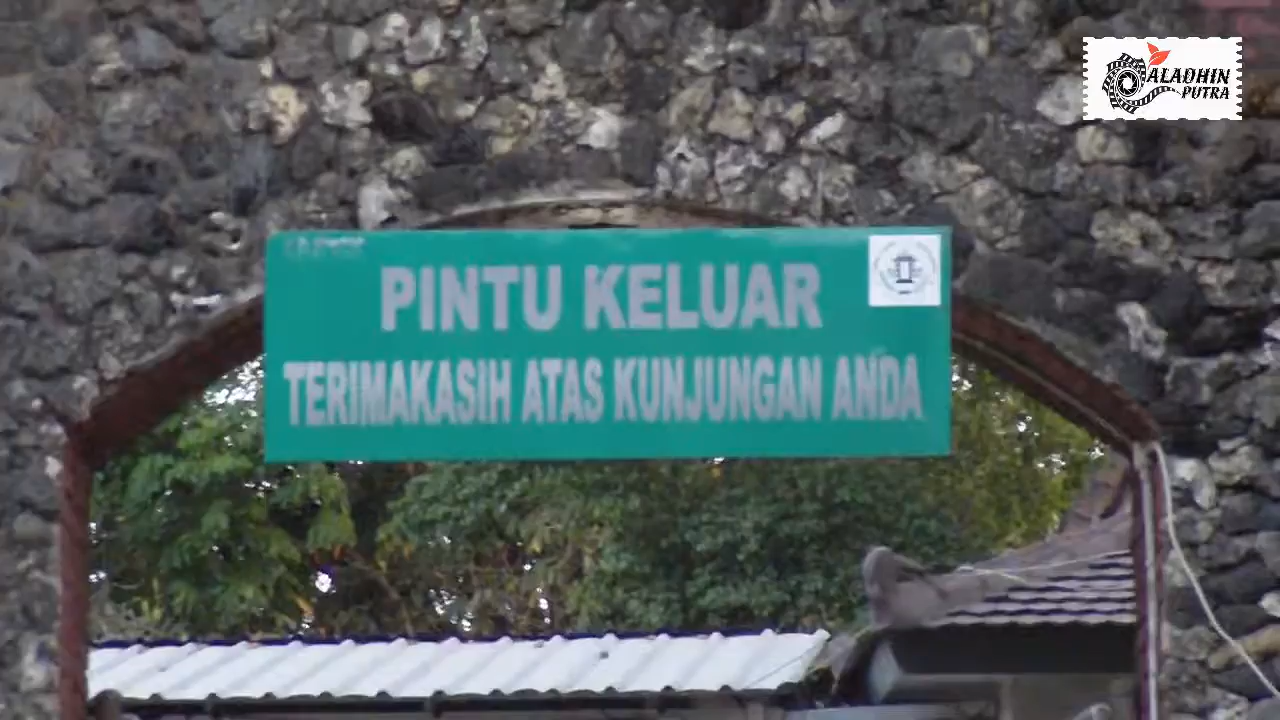 ALADHIN
PUTRA
PINTU KELUAR
TERIMAKASIH ATAS KUNJUNGAN ANDA